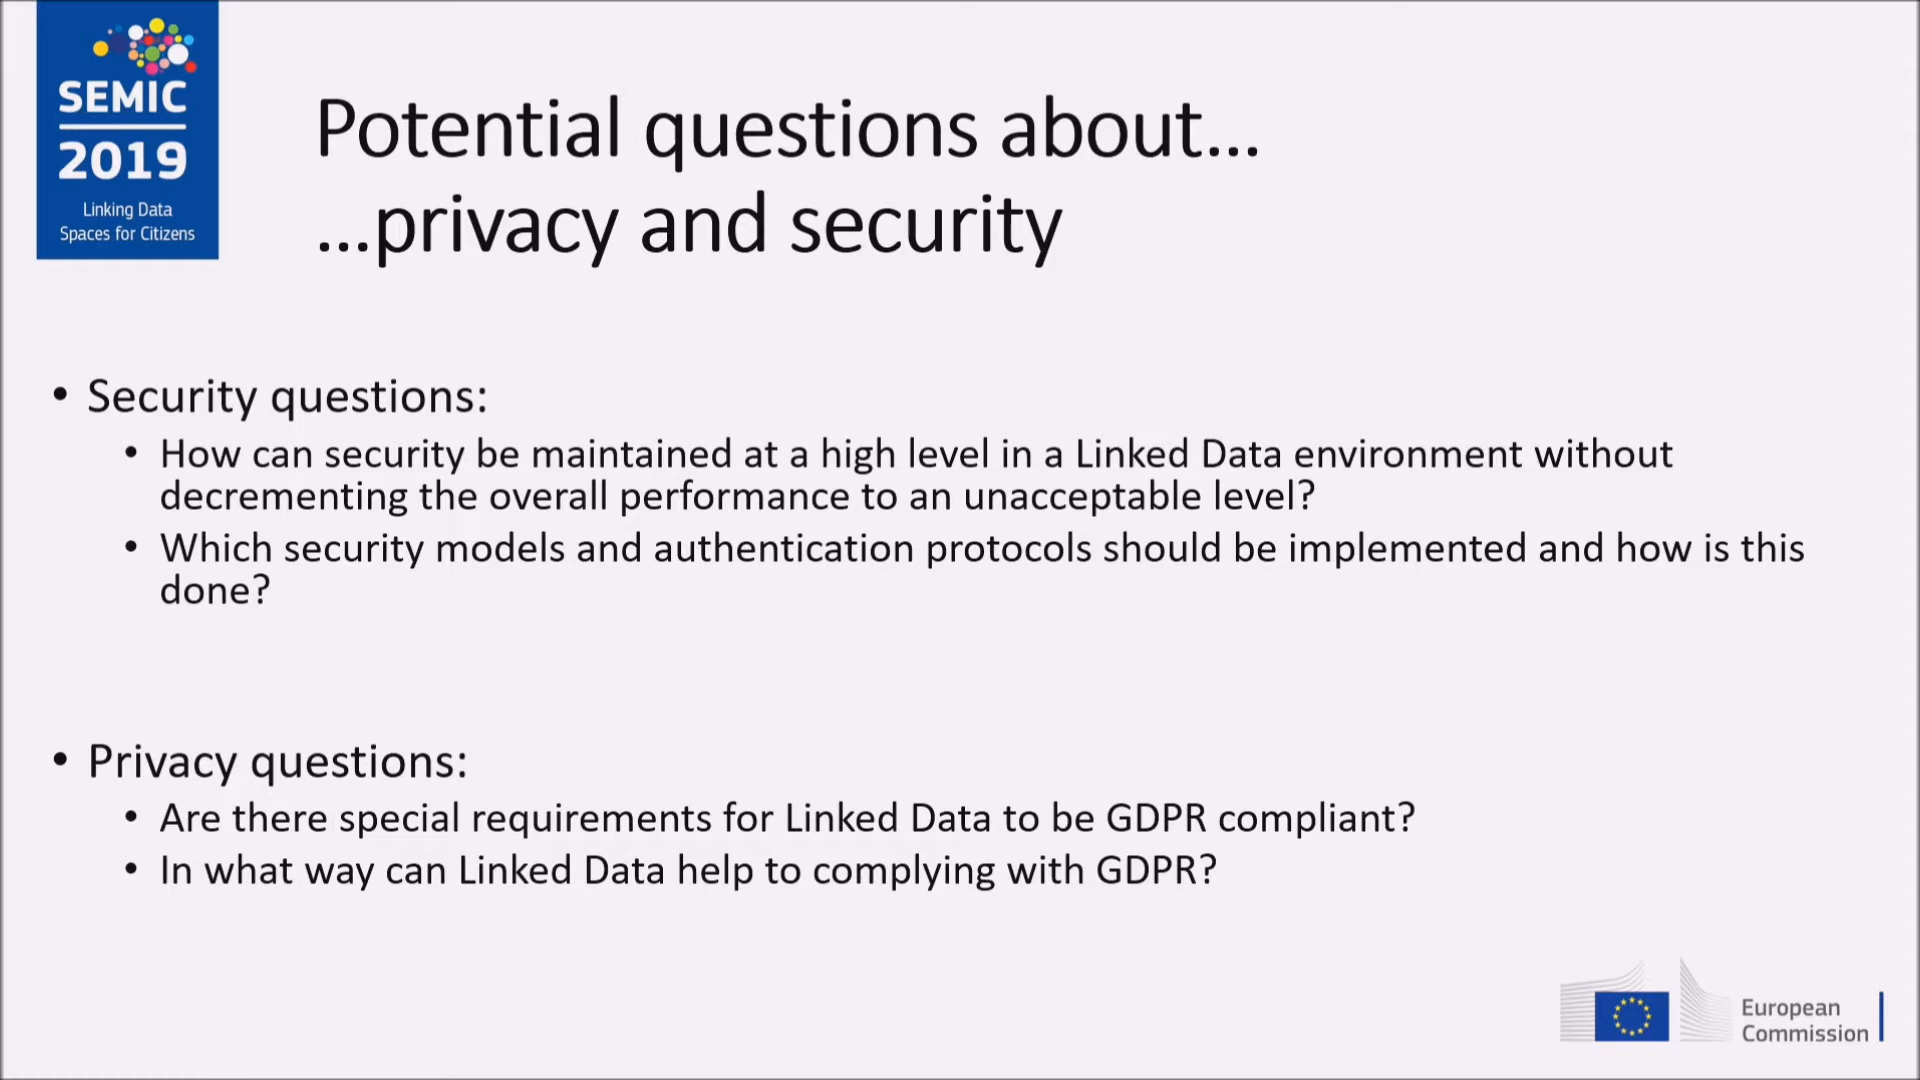 SEMIC
2019
Linking Data
Spaces for Citizens
Potential questions about...
...privacy and security
• Security questions:
• How can security be maintained at a high level in a Linked Data environment without
decrementing the overall performance to an unacceptable level?
• Which security models and authentication protocols should be implemented and how is this
done?
• Privacy questions:
• Are there special requirements for Linked Data to be GDPR compliant?
• In what way can Linked Data help to complying with GDPR?
European
Commission